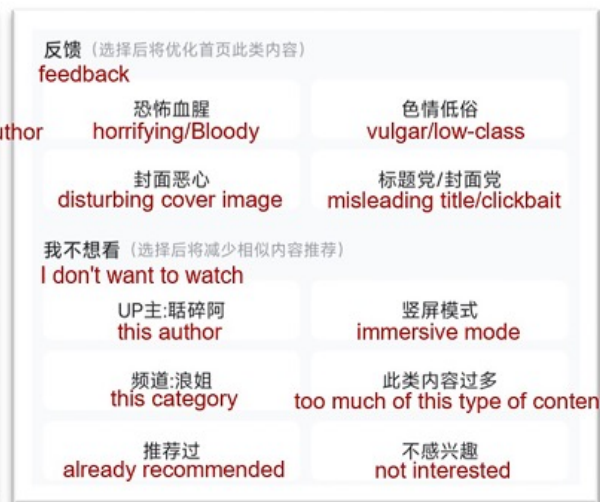 反馈（选择后将优化首页此类内容）
feedback
恐怖血腥 色情低俗
uthor horrifying/Bloody vulgar/low-class
封面恶心 标题党/封面党
disturbing cover image misleading title/clickbait
我不想看（选择后将减少相似内容推荐）
I don't want to watch
UP主:聒碎阿 竖屏模式
this author immersive mode
频道:浪姐 此类内容过多
this category too much of this type of conten
推荐过 不感兴趣
already recommended not interested